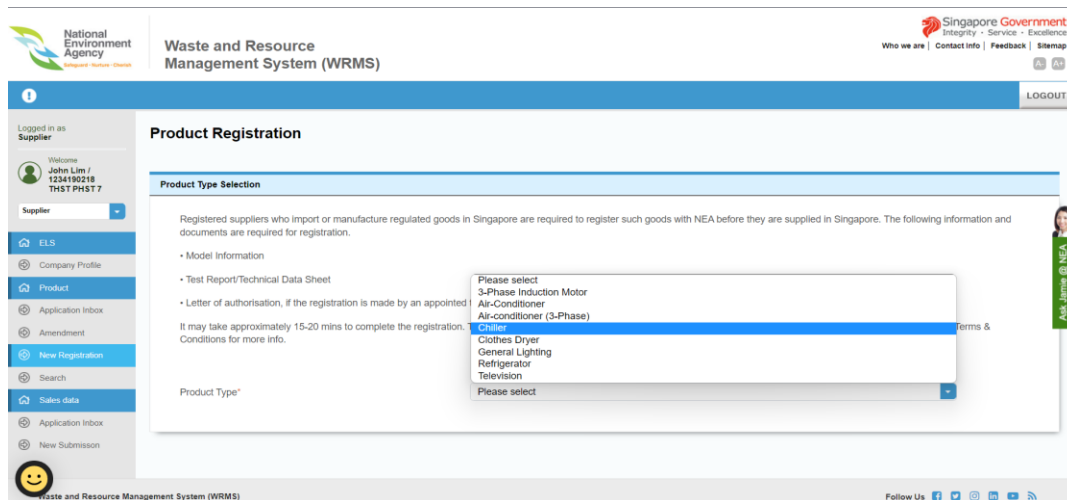 National
Environment
Agency
Safeguard · Nurture · Cherish
Waste and Resource
Management System (WRMS)
Singapore Government
Integrity · Service · Excellence
Who we are | Contact Info | Feedback | Sitemap
A- A+
LOGOUT
Logged in as
Supplier
Welcome
John Lim /
1234190218
THST PHST 7
Supplier
ELS
Company Profile
Product
Application Inbox
Amendment
New Registration
Search
Sales data
Application Inbox
New Submisson
Product Registration
Product Type Selection
Registered suppliers who import or manufacture regulated goods in Singapore are required to register such goods with NEA before they are supplied in Singapore. The following information and
documents are required for registration.
• Model Information
• Test Report/Technical Data Sheet
• Letter of authorisation, if the registration is made by an appointed
It may take approximately 15-20 mins to complete the registration. Terms &
Conditions for more info.
Please select
3-Phase Induction Motor
Air-Conditioner
Air-conditioner (3-Phase)
Chiller
Clothes Dryer
General Lighting
Refrigerator
Television
Product Type*
Please select
Ask Jamie @ NEA
Waste and Resource Management System (WRMS)
Follow Us